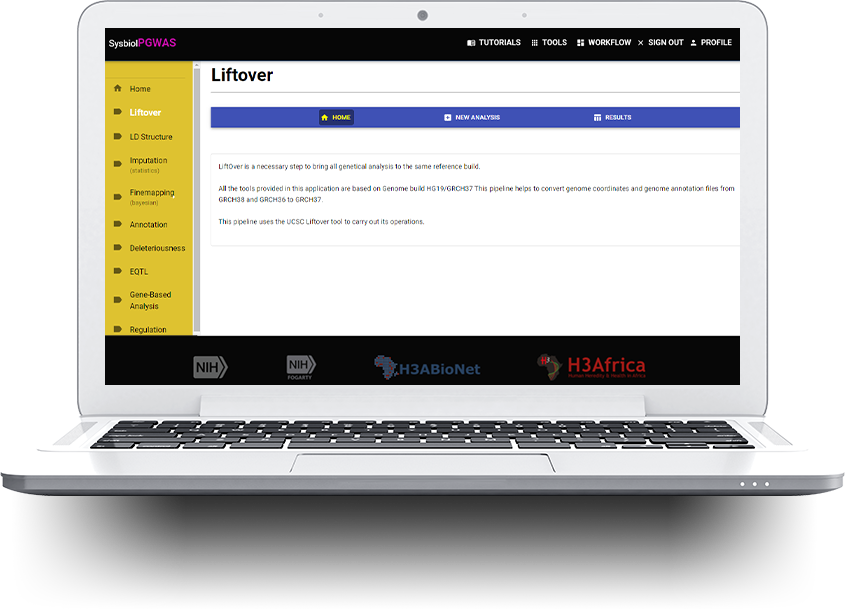 SysbiolPGWAS
TUTORIALS TOOLS WORKFLOW SIGN OUT PROFILE
Home
Liftover
LD Structure
Imputation
(statistics)
Finemapping
(bayesian)
Annotation
Deleteriousness
EQTL
Gene-Based
Analysis
Regulation
Liftover
HOME NEW ANALYSIS RESULTS
LiftOver is a necessary step to bring all genetical analysis to the same reference build.
All the tools provided in this application are based on Genome build HG19/GRCH37 This pipeline helps to convert genome coordinates and genome annotation files from
GRCH38 and GRCH36 to GRCH37.
This pipeline uses the UCSC Liftover tool to carry out its operations.
NIH
NIH
FOGARTY
H3ABioNet
H3
H3Africa
Human Heredity & Health in Africa